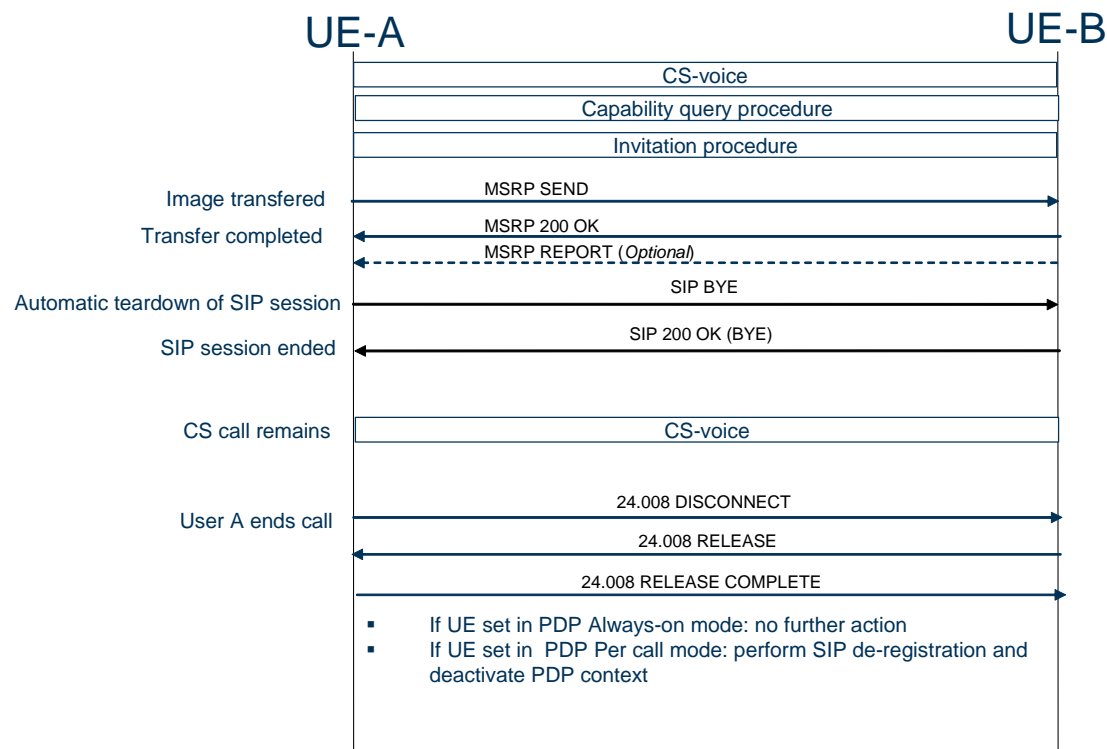 UE-A
UE-B
CS-voice
Capability query procedure
Invitation procedure
Image transfered
MSRP SEND
Transfer completed
MSRP 200 OK
MSRP REPORT (Optional)
Automatic teardown of SIP session
SIP BYE
SIP session ended
SIP 200 OK (BYE)
CS call remains
CS-voice
User A ends call
24.008 DISCONNECT
24.008 RELEASE
24.008 RELEASE COMPLETE
▪ If UE set in PDP Always-on mode: no further action
▪ If UE set in PDP Per call mode: perform SIP de-registration and
deactivate PDP context